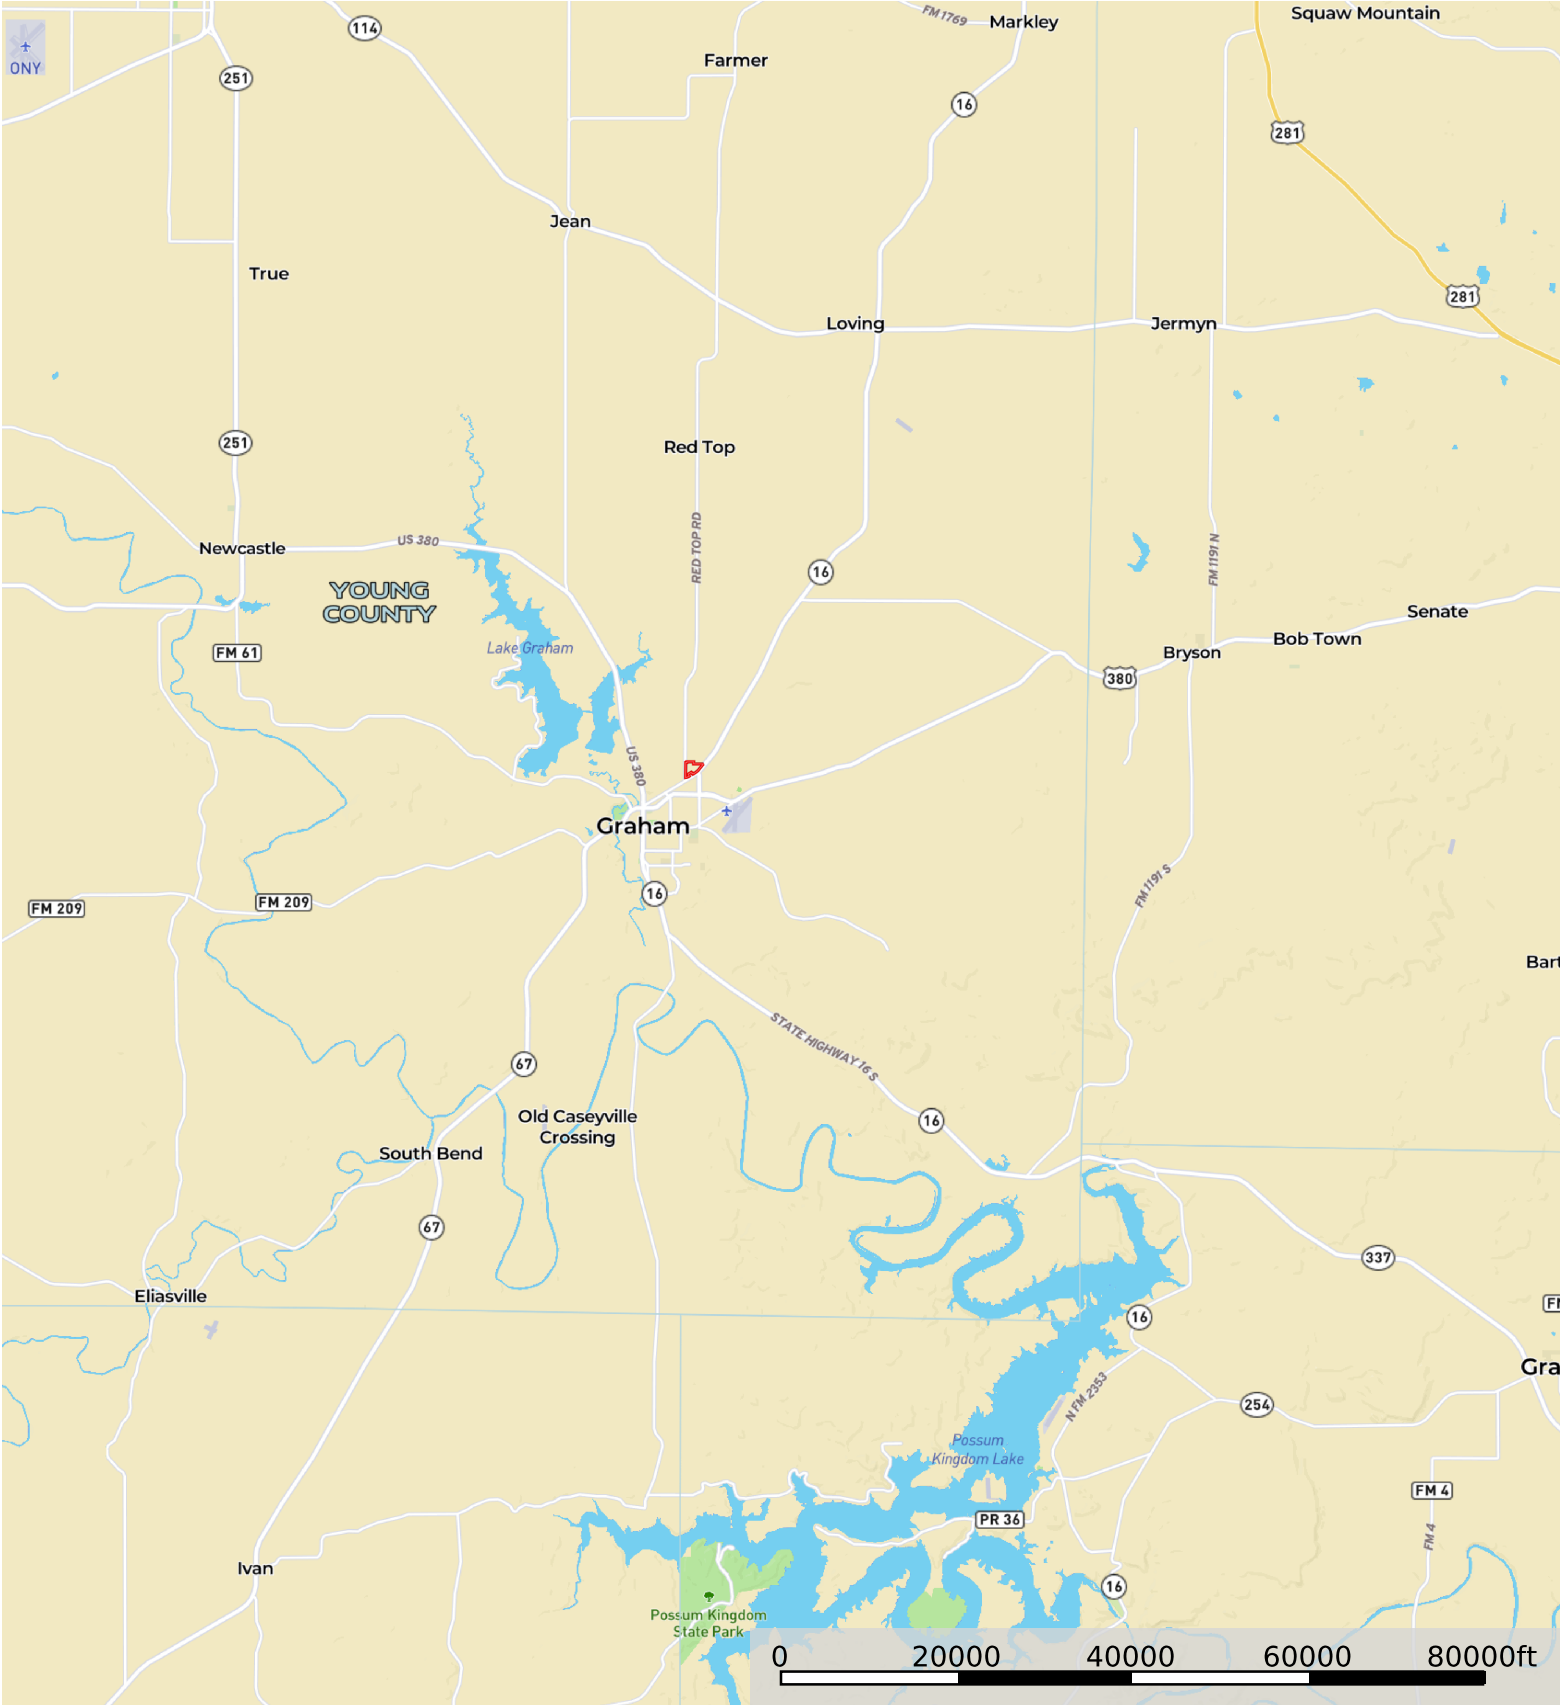 Squaw Mountain
FM 1769
Markley
114
ONY
251
Farmer
16
281
Jean
True
281
Loving
Jermyn
251
Red Top
RED TOP RD
US 380
Newcastle
16
FM 1191 N
YOUNG
COUNTY
Senate
Bob Town
Bryson
FM 61
Lake Graham
380
US 380
Graham
16
FM 1191 S
FM 209
FM 209
Bart
STATE HIGHWAY 16 S
67
Old Caseyville
Crossing
16
South Bend
67
337
Eliasville
FM
16
Gra
N FM 2353
254
Possum
Kingdom Lake
FM 4
PR 36
FM 4
Ivan
16
Possum Kingdom
State Park
0 20000 40000 60000 80000ft